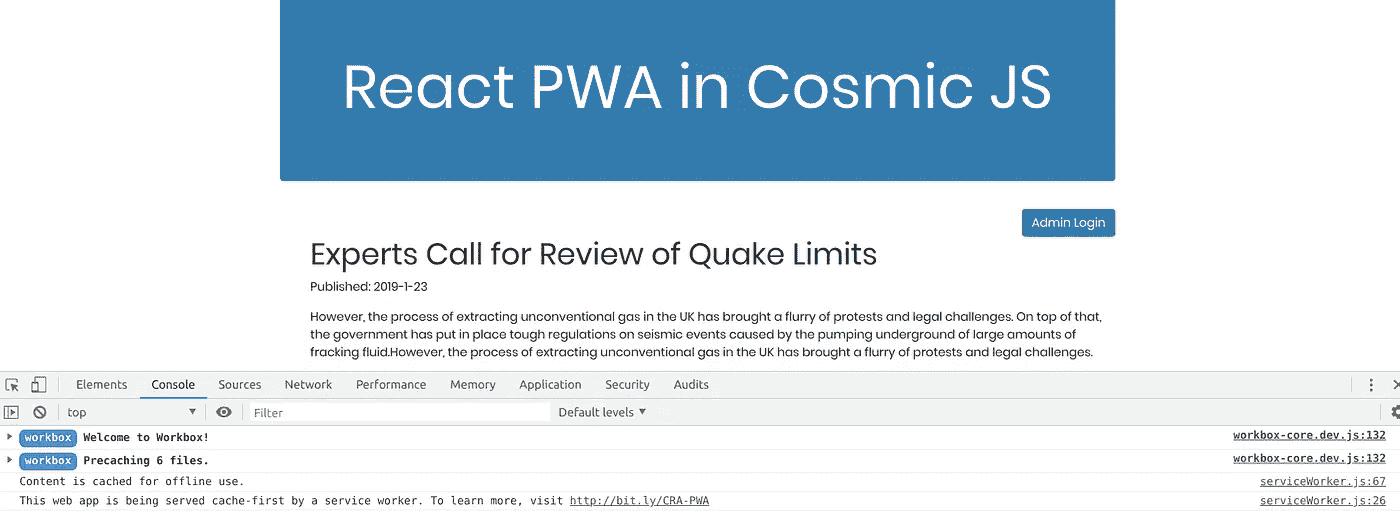 React PWA in Cosmic JS
Admin Login
Experts Call for Review of Quake Limits
Published: 2019-1-23
However, the process of extracting unconventional gas in the UK has brought a flurry of protests and legal challenges. On top of that,
the government has put in place tough regulations on seismic events caused by the pumping underground of large amounts of
fracking fluid.However, the process of extracting unconventional gas in the UK has brought a flurry of protests and legal challenges.
Elements Console Sources Network Performance Memory Application Security Audits
top Filter Default levels
workbox Welcome to Workbox! workbox-core.dev.js:132
workbox Precaching 6 files. workbox-core.dev.js:132
Content is cached for offline use. serviceWorker.js:67
This web app is being served cache-first by a service worker. To learn more, visit http://bit.ly/CRA-PWA serviceWorker.js:26